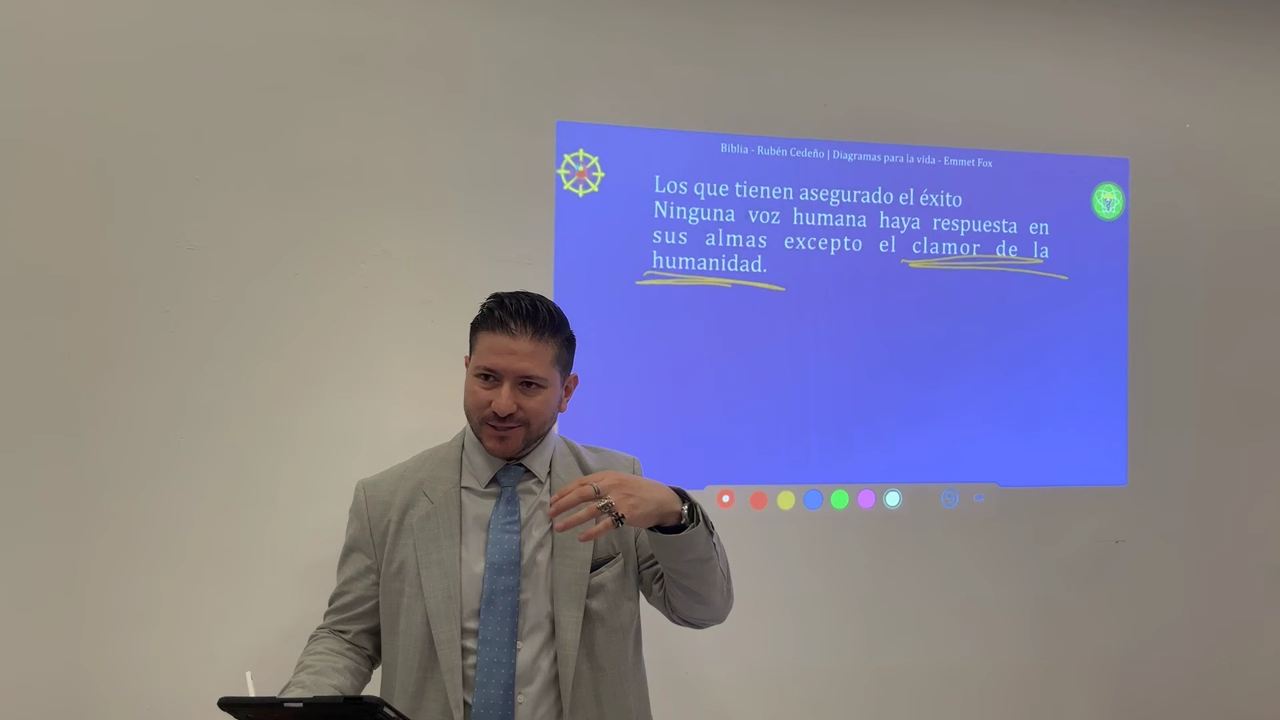 Biblia - Rubén Cedeño | Diagramas para la vida - Emmet Fox
Los que tienen asegurado el éxito
Ninguna voz humana haya respuesta en
sus almas excepto el clamor de la
humanidad.